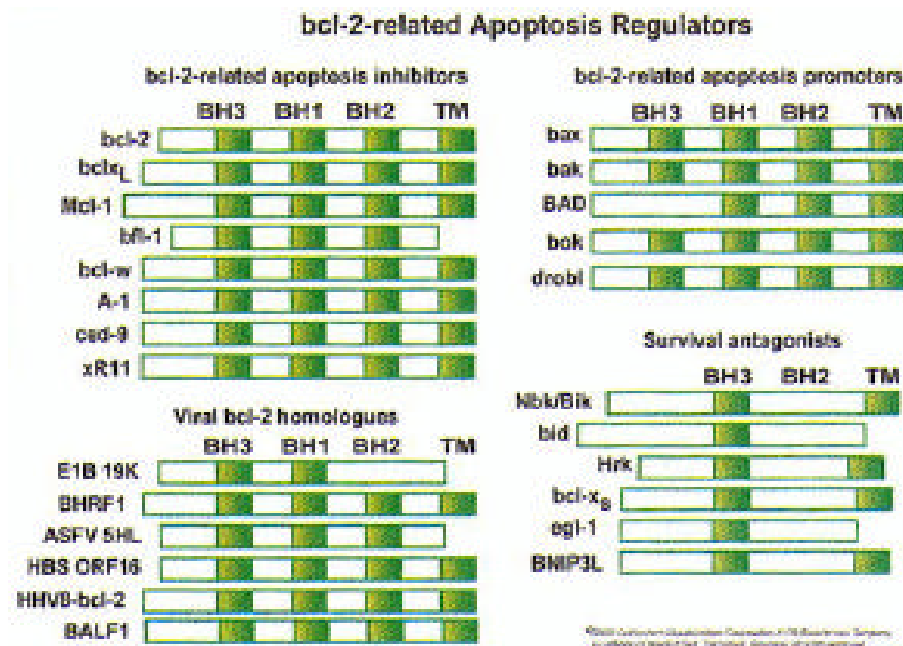 bcl-2-related Apoptosis Regulators
bcl-2-related apoptosis inhibitors
BH3 BH1 BH2 TM
bcl-2
bclxL
Mcl-1
bfl-1
bcl-w
A-1
ced-9
xR11
Viral bcl-2 homologues
BH3 BH1 BH2 TM
E1B 19K
BHRF1
ASFV 5HL
HBS ORF16
HHV8-bcl-2
BALF1
bcl-2-related apoptosis promoters
BH3 BH1 BH2 TM
bax
bak
BAD
bok
drobl
Survival antagonists
BH3 BH2 TM
Nbk/Bik
bid
Hrk
bcl-xs
egl-1
BNIP3L